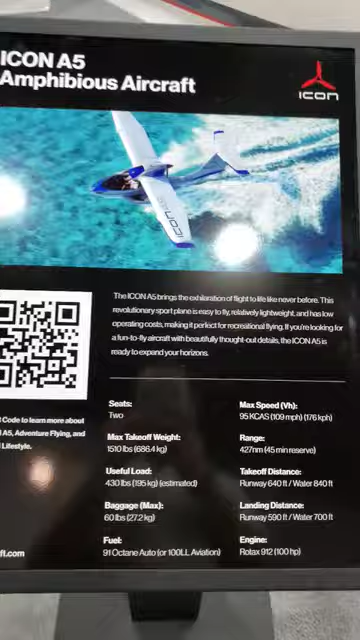 ICON A5
Amphibious Aircraft
ICON
ICON
The ICON A5 brings the exhilaration of flight to life like never before. This
revolutionary sport plane is easy to fly, relatively lightweight, and has low
operating costs, making it perfect for recreational flying. If you're looking for
a fun-to-fly aircraft with beautifully thought-out details, the ICON A5 is
ready to expand your horizons.
Code to learn more about
A5, Adventure Flying, and
Lifestyle.
Seats:
Two
Max Takeoff Weight:
1510 lbs (686.4 kg)
Useful Load:
430 lbs (195 kg) (estimated)
Baggage (Max):
60 lbs (27.2 kg)
Fuel:
91 Octane Auto (or 100LL Aviation)
Max Speed (Vh):
95 KCAS (109 mph) (176 kph)
Range:
427nm (45 min reserve)
Takeoff Distance:
Runway 640 ft / Water 840 ft
Landing Distance:
Runway 590 ft / Water 700 ft
Engine:
Rotax 912 (100 hp)
ft.com